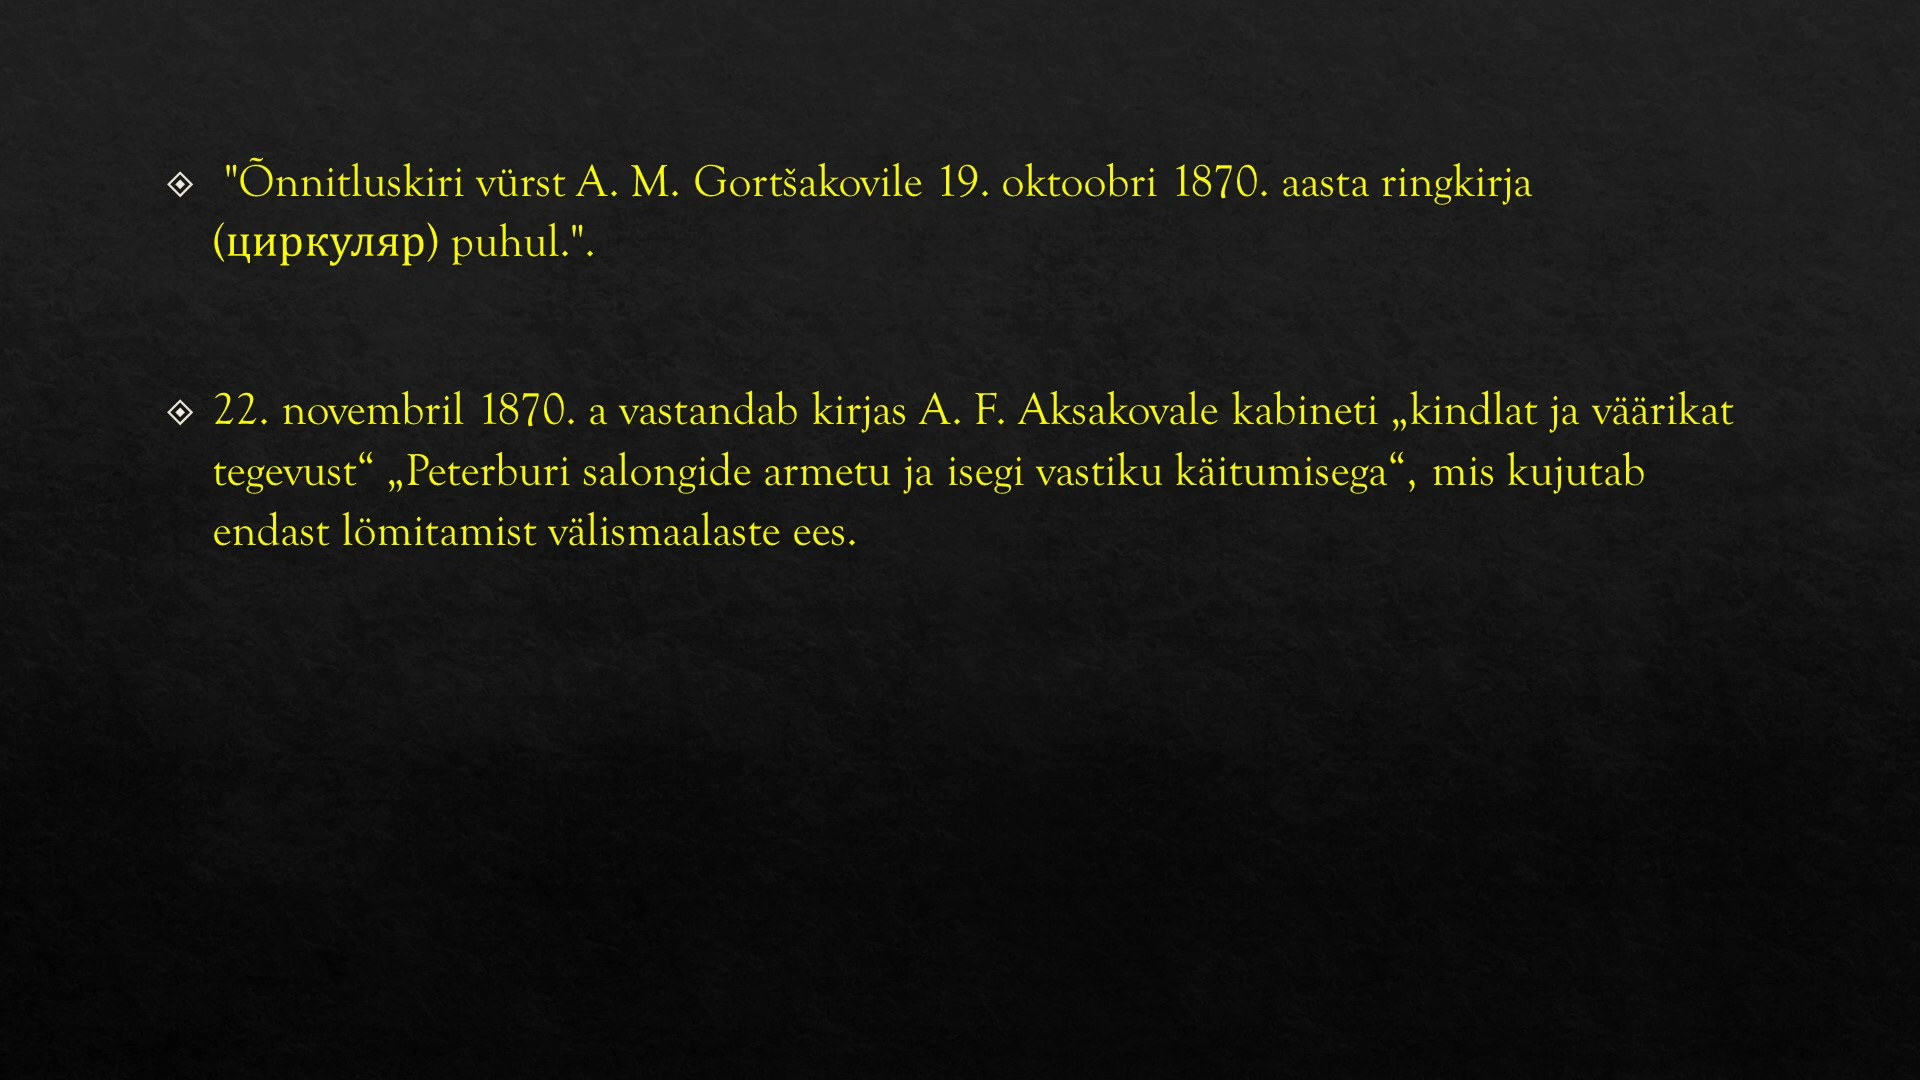 "Õnnitluskiri vürst A. M. Gortšakovile 19. oktoobri 1870. aasta ringkirja
(циркуляр) puhul.".
22. novembril 1870. a vastandab kirjas A. F. Aksakovale kabineti „kindlat ja väärikat
tegevust“ „Peterburi salongide armetu ja isegi vastiku käitumisega“, mis kujutab
endast lömitamist välismaalaste ees.